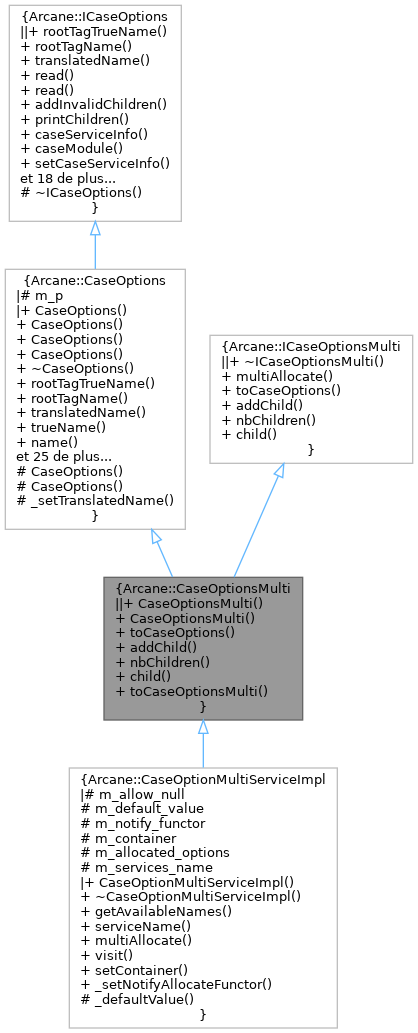 {Arcane::ICaseOptions
||+ rootTagTrueName()
+ rootTagName()
+ translatedName()
+ read()
+ read()
+ addInvalidChildren()
+ printChildren()
+ caseServiceInfo()
+ caseModule()
+ setCaseServiceInfo()
et 18 de plus...
# ~ICaseOptions()
}
{Arcane::CaseOptions
|# m_p
|+ CaseOptions()
+ CaseOptions()
+ CaseOptions()
+ CaseOptions()
+ ~CaseOptions()
+ rootTagTrueName()
+ rootTagName()
+ translatedName()
+ trueName()
+ name()
et 25 de plus...
# CaseOptions()
# CaseOptions()
# _setTranslatedName()
}
{Arcane::ICaseOptionsMulti
||+ ~ICaseOptionsMulti()
+ multiAllocate()
+ toCaseOptions()
+ addChild()
+ nbChildren()
+ child()
}
{Arcane::CaseOptionsMulti
||+ CaseOptionsMulti()
+ CaseOptionsMulti()
+ toCaseOptions()
+ addChild()
+ nbChildren()
+ child()
+ toCaseOptionsMulti()
}
{Arcane::CaseOptionMultiServiceImpl
|# m_allow_null
# m_default_value
# m_notify_functor
# m_container
# m_allocated_options
# m_services_name
|+ CaseOptionMultiServiceImpl()
+ ~CaseOptionMultiServiceImpl()
+ getAvailableNames()
+ serviceName()
+ multiAllocate()
+ visit()
+ setContainer()
+ _setNotifyAllocateFunctor()
# _defaultValue()
}